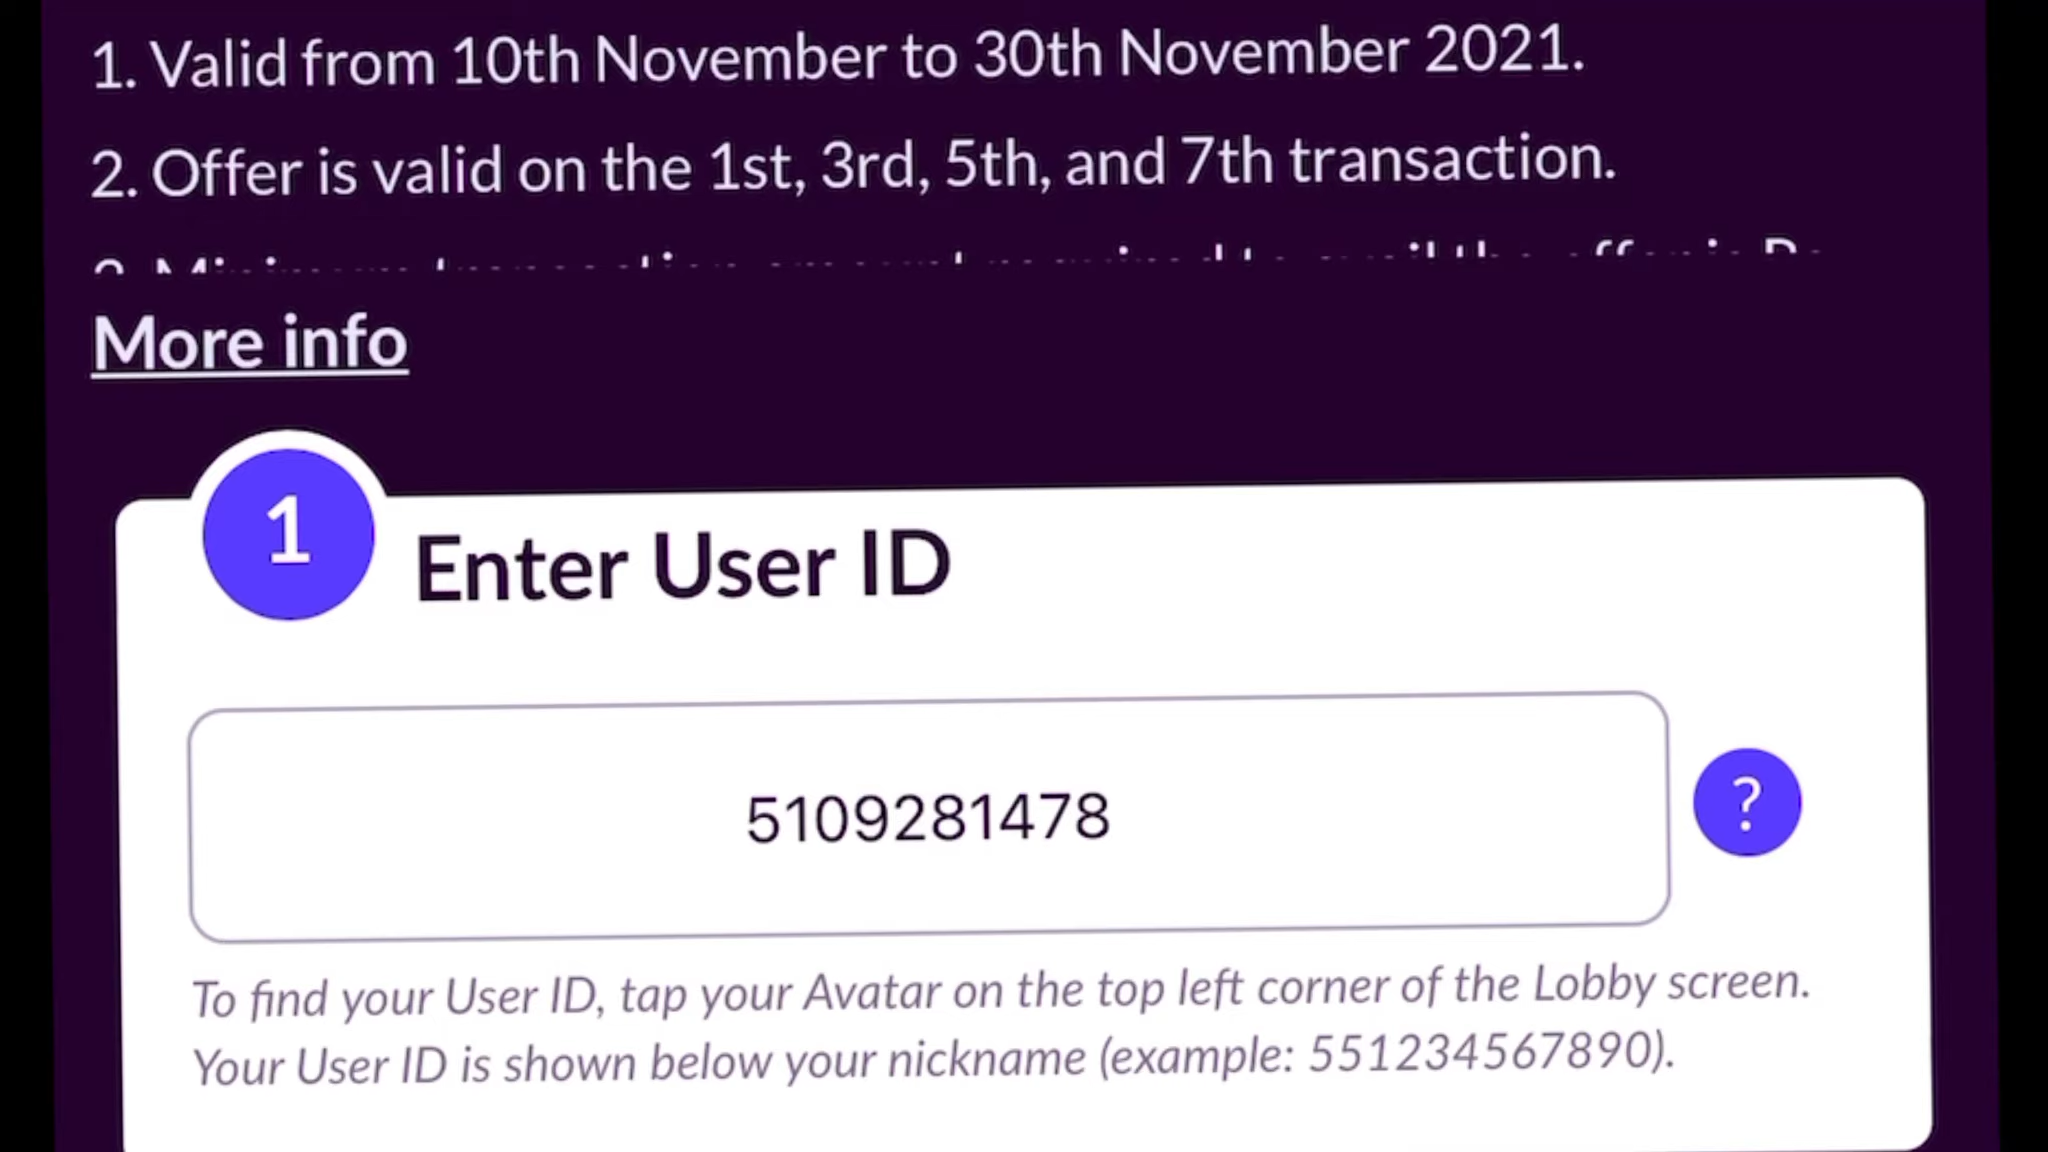 1. Valid from 10th November to 30th November 2021.
2. Offer is valid on the 1st, 3rd, 5th, and 7th transaction.
More info
1
Enter User ID
5109281478
?
To find your User ID, tap your Avatar on the top left corner of the Lobby screen.
Your User ID is shown below your nickname (example: 551234567890).